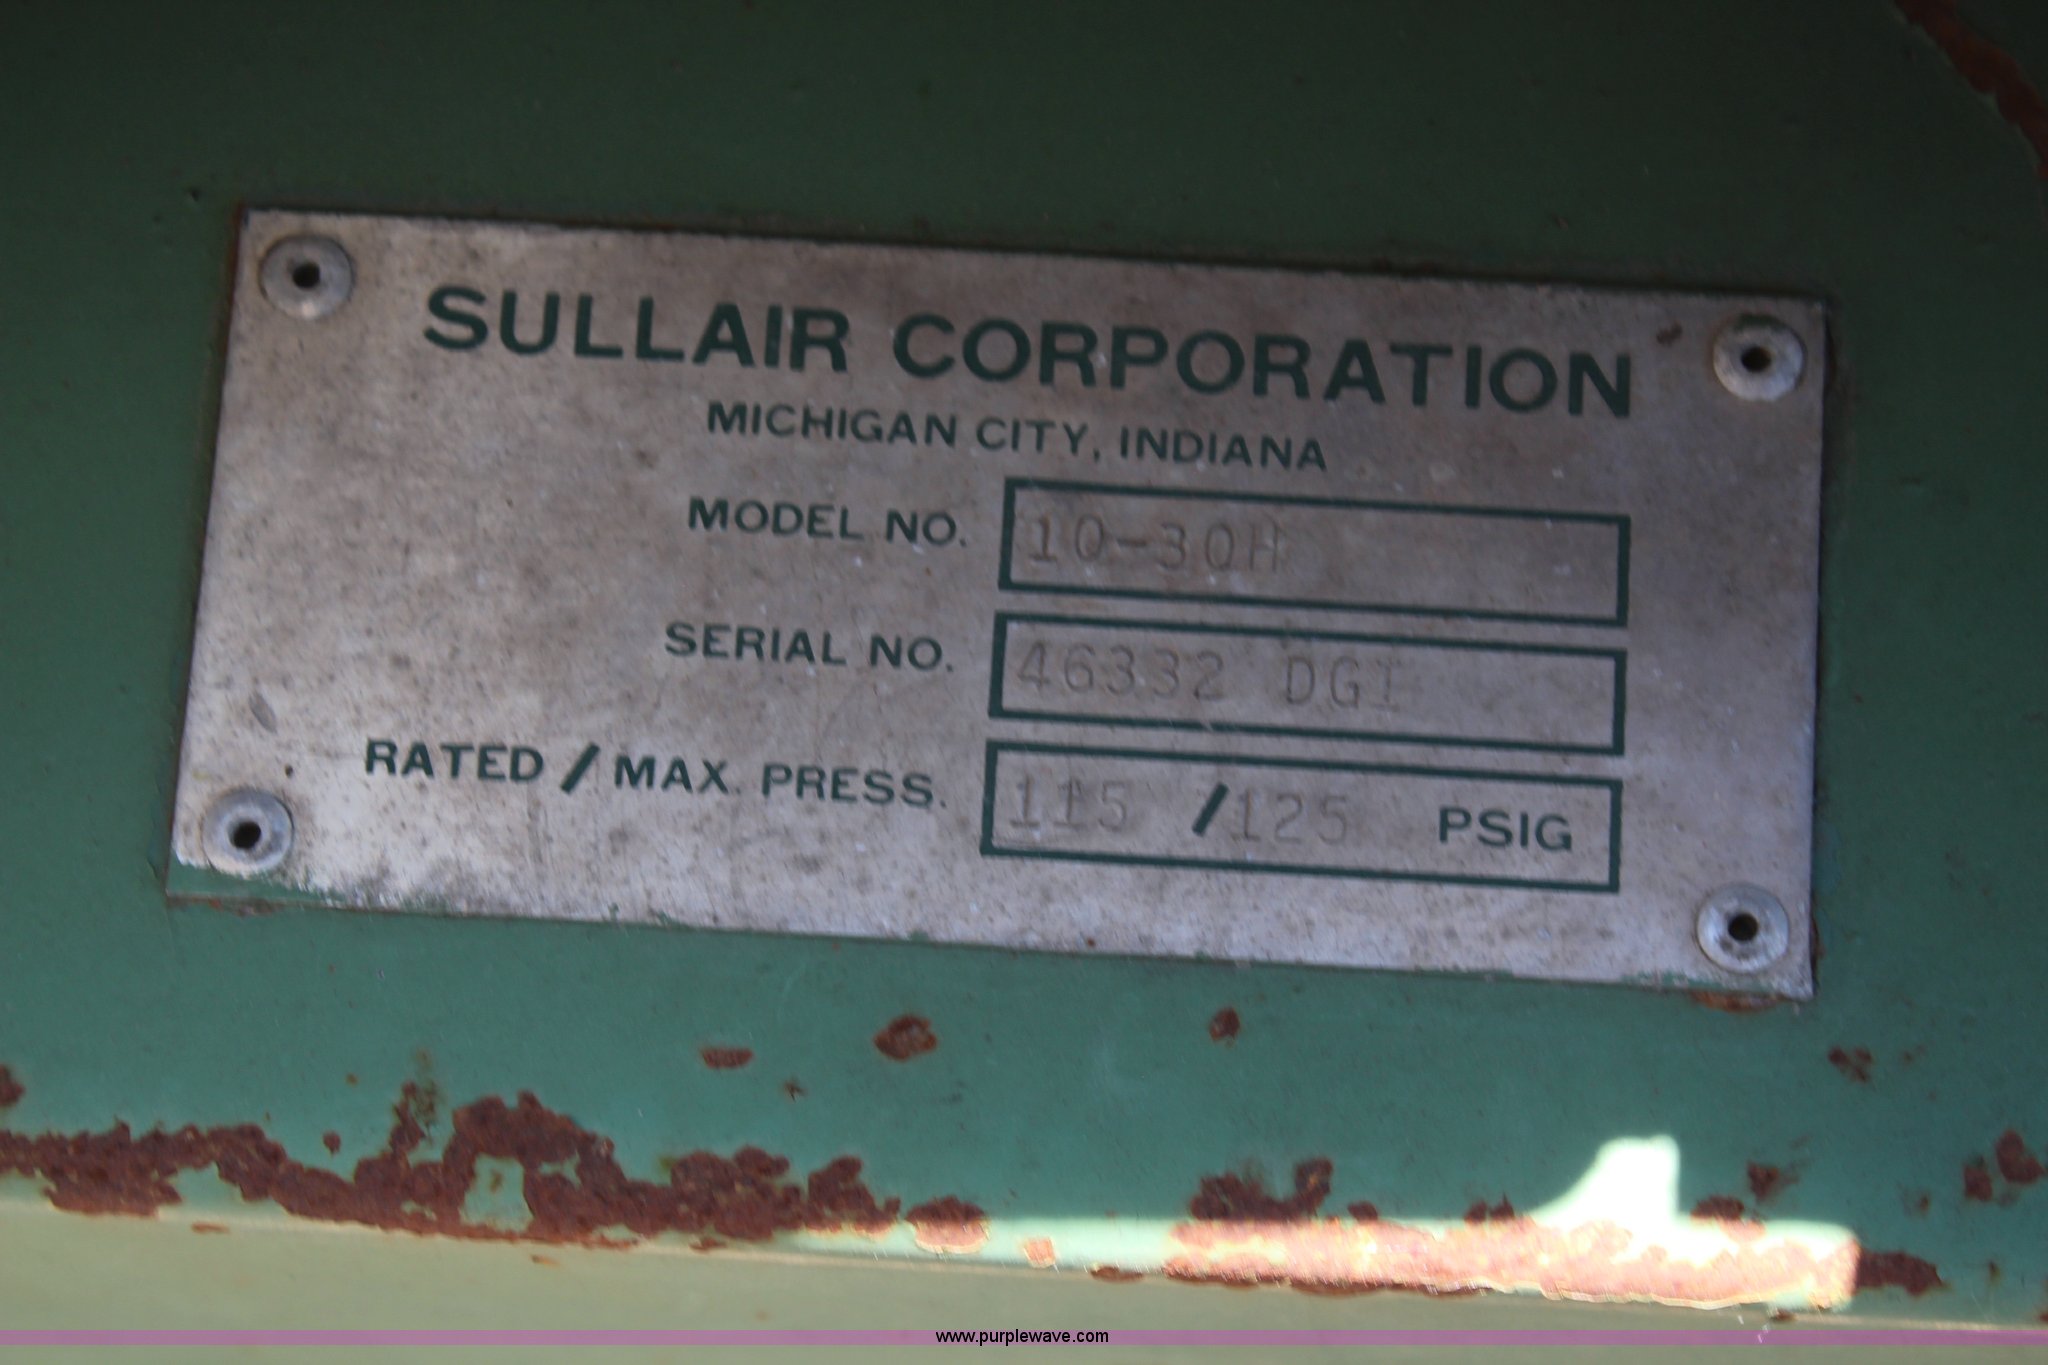 SULLAIR CORPORATION
MICHIGAN CITY, INDIANA
MODEL NO. 10-30H
SERIAL NO. 46332 DGI
RATED / MAX. PRESS. 115 / 125 PSIG
www.purplewave.com